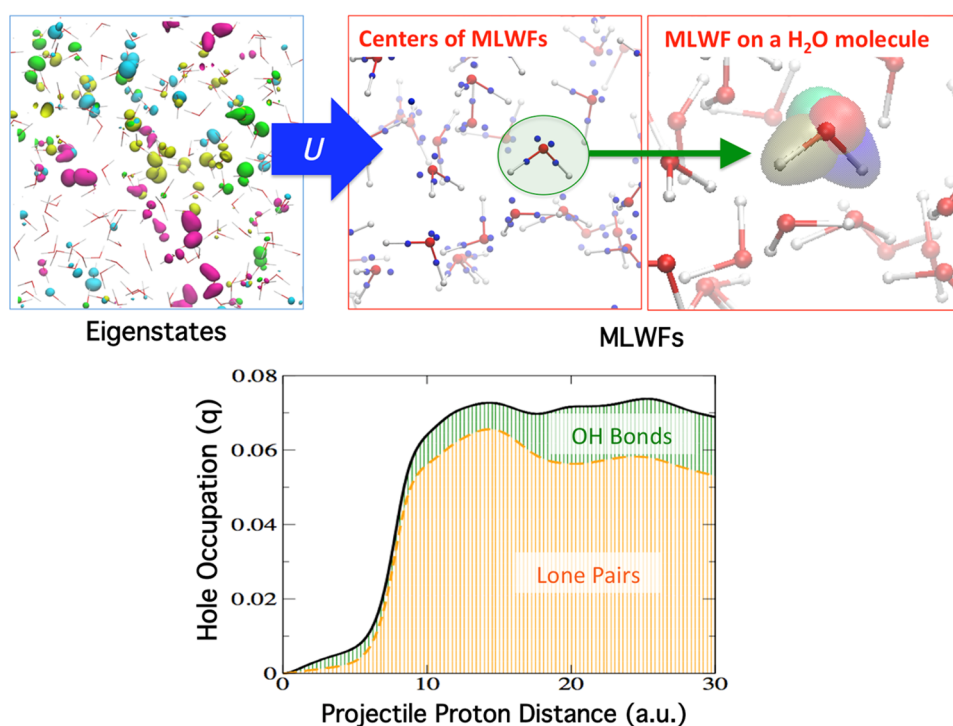 Centers of MLWFs
MLWF on a H₂O molecule
U
Eigenstates
MLWFs
0.08
0.06
0.04
0.02
0
Hole Occupation (q)
OH Bonds
Lone Pairs
0
10
20
30
Projectile Proton Distance (a.u.)